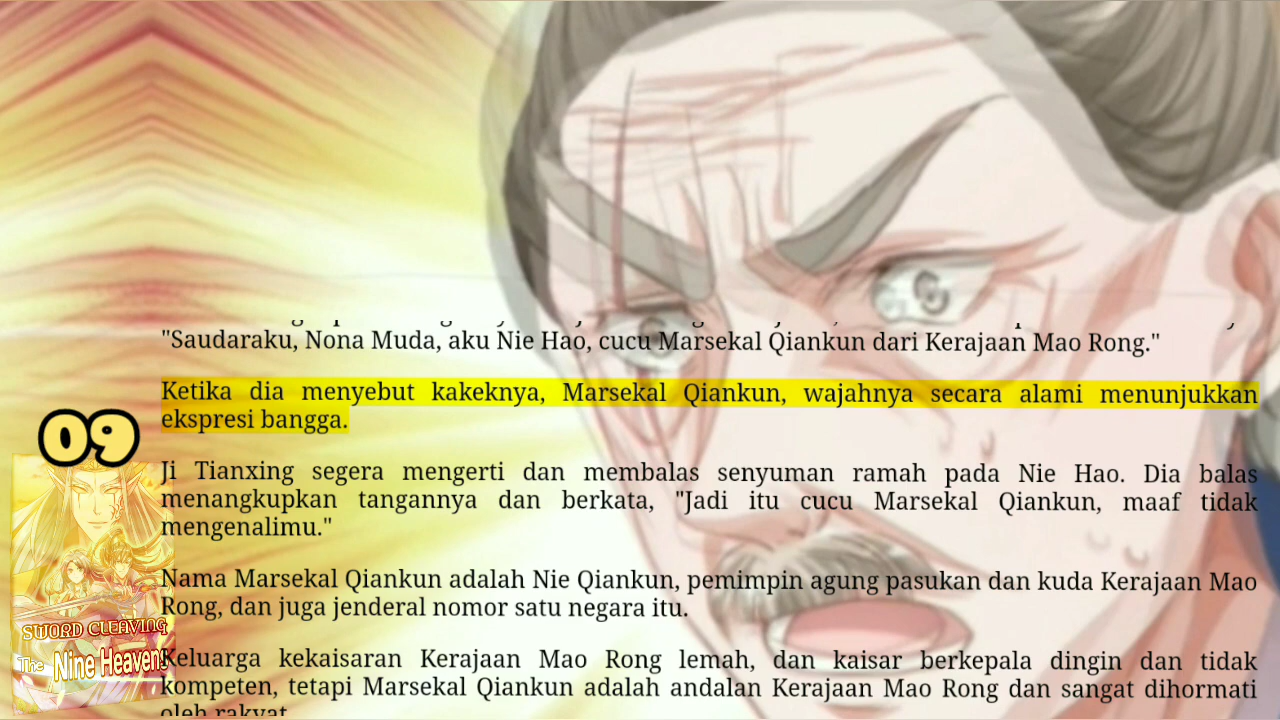 "Saudaraku, Nona Muda, aku Nie Hao, cucu Marsekal Qiankun dari Kerajaan Mao Rong."
Ketika dia menyebut kakeknya, Marsekal Qiankun, wajahnya secara alami menunjukkan
ekspresi bangga.
09
Ji Tianxing segera mengerti dan membalas senyuman ramah pada Nie Hao. Dia balas
menangkupkan tangannya dan berkata, "Jadi itu cucu Marsekal Qiankun, maaf tidak
mengenalimu."
Nama Marsekal Qiankun adalah Nie Qiankun, pemimpin agung pasukan dan kuda Kerajaan Mao
Rong, dan juga jenderal nomor satu negara itu.
SWORD CLEAVING
The Nine Heavens
Keluarga kekaisaran Kerajaan Mao Rong lemah, dan kaisar berkepala dingin dan tidak
kompeten, tetapi Marsekal Qiankun adalah andalan Kerajaan Mao Rong dan sangat dihormati
oleh rakyat